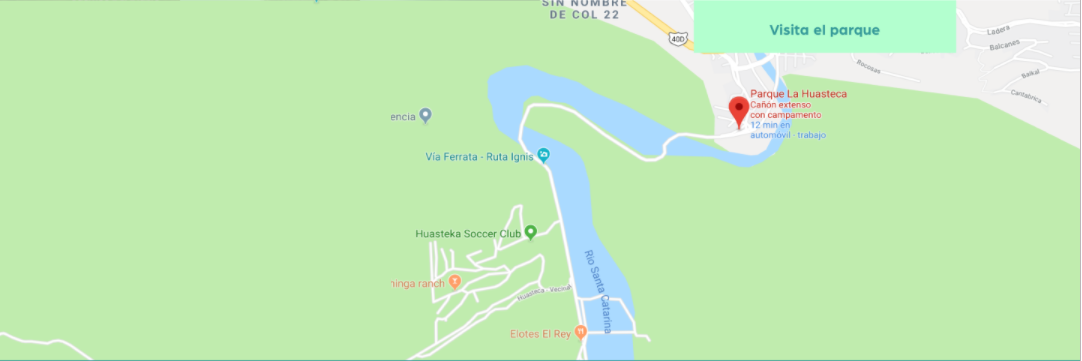 SIN NOMBRE
DE COL 22
Visita el parque
40D
Ladera
Balcanes
Rocosas
Baikal
Cantabrica
Parque La Huasteca
Cañón extenso
con campamento
12 min en
automóvil - trabajo
encia
Vía Ferrata - Ruta Ignis
Huasteka Soccer Club
ninga ranch
Huasteca - Vecinal
Rio Santa Catarina
Elotes El Rey